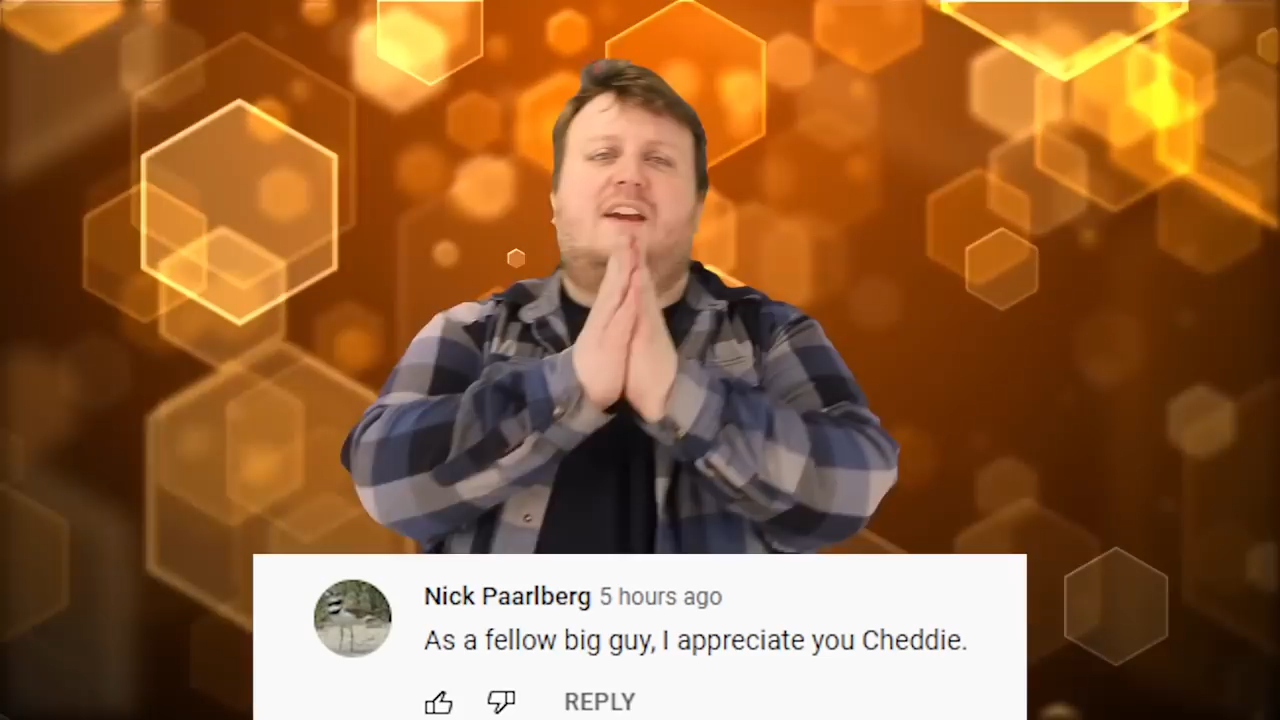 Nick Paarlberg 5 hours ago
As a fellow big guy, I appreciate you Cheddie.
REPLY